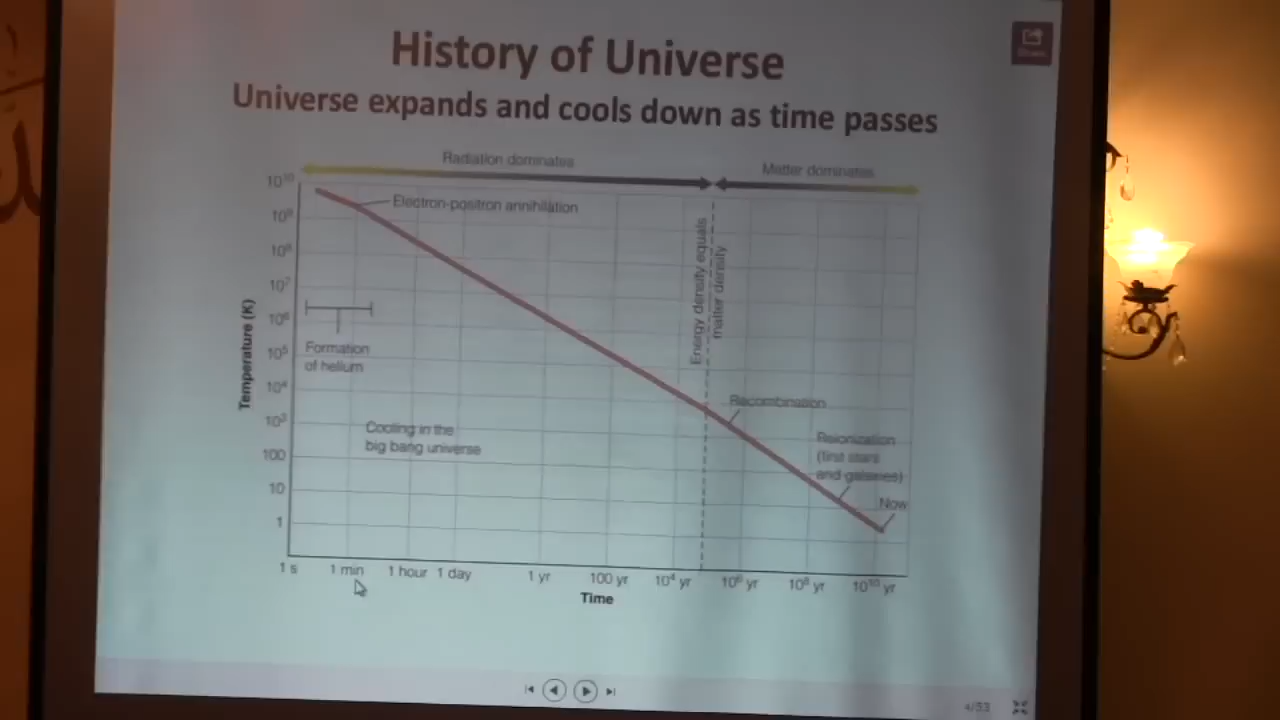 History of Universe
Universe expands and cools down as time passes
Radiation dominates
Matter dominates
Electron-positron annihilation
Energy density equals
matter density
Formation
of helium
Recombination
Reionization
(first stars
and galaxies)
Now
Cooling in the
big bang universe
Temperature (K)
10¹⁰
10⁹
10⁸
10⁷
10⁶
10⁵
10⁴
10³
100
10
1
1 s
1 min
1 hour
1 day
1 yr
100 yr
10⁴ yr
10⁶ yr
10⁸ yr
10¹⁰ yr
Time
Share
4/53